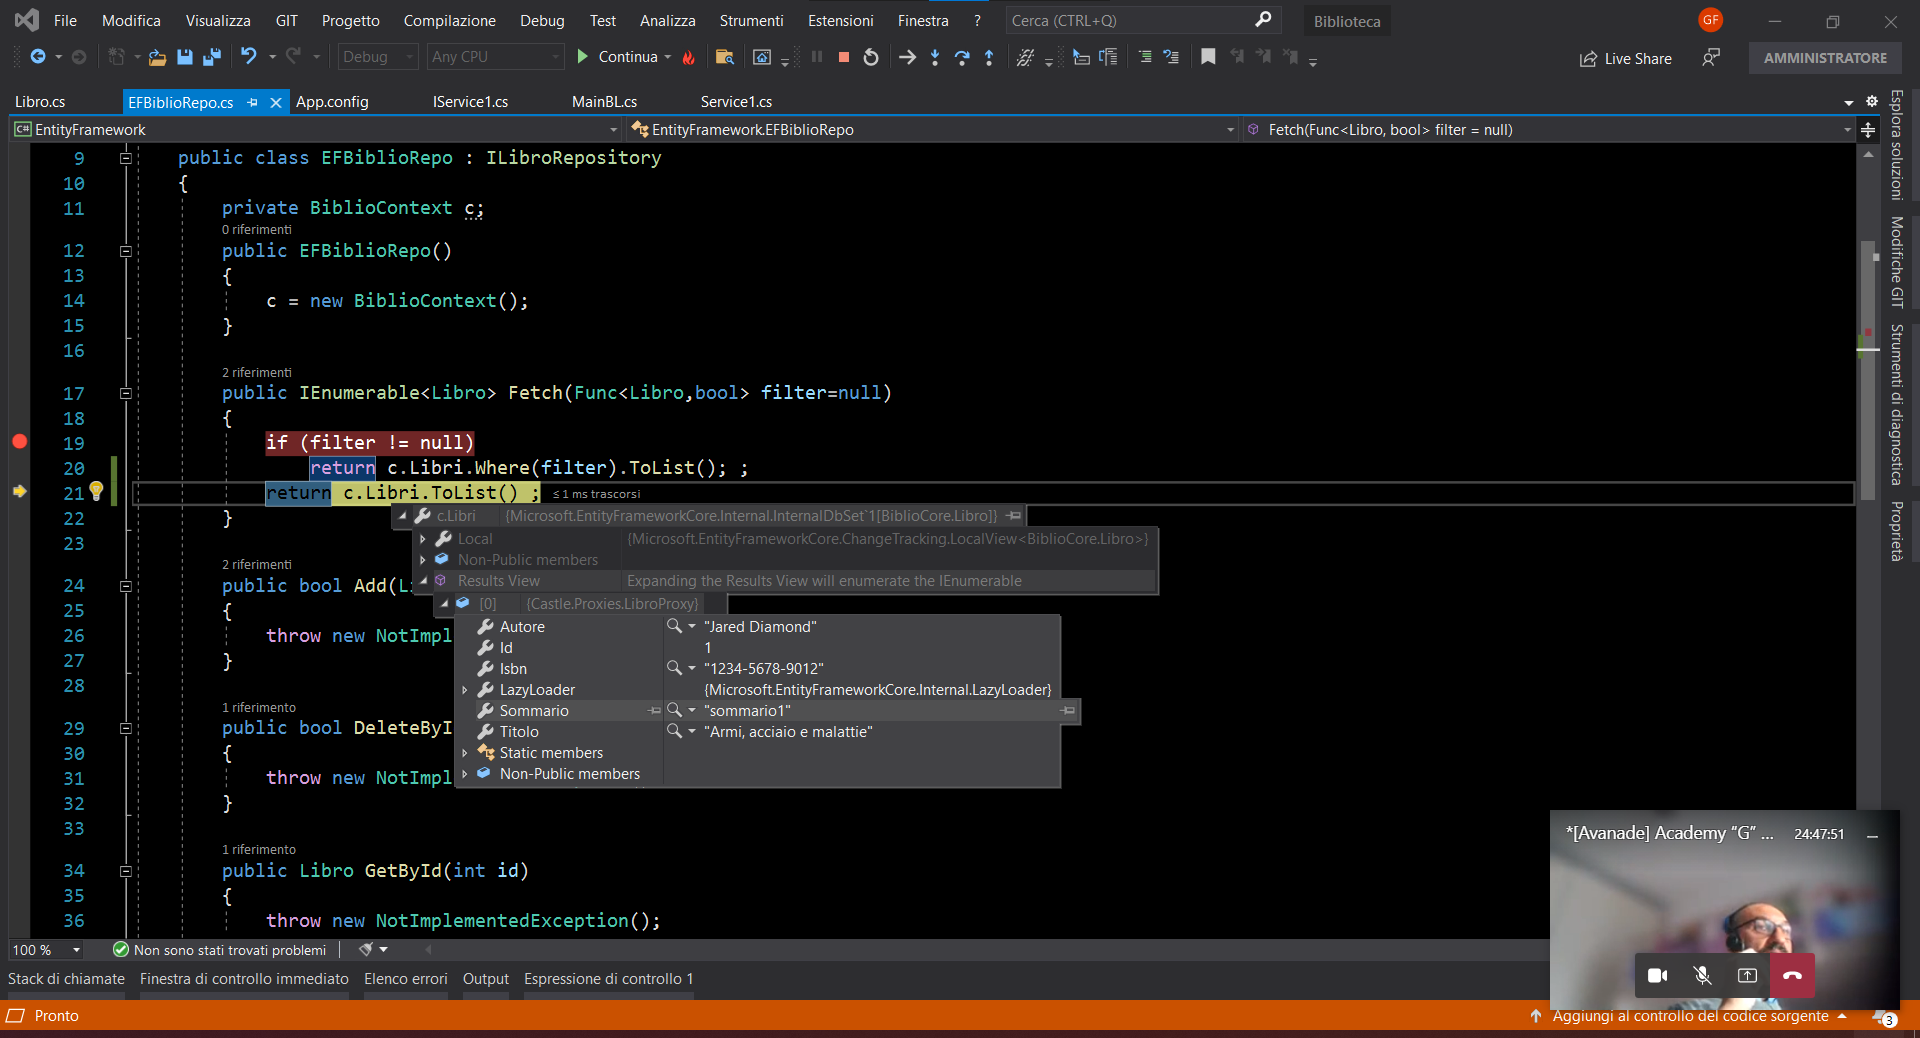 File Modifica Visualizza GIT Progetto Compilazione Debug Test Analizza Strumenti Estensioni Finestra ? Cerca (CTRL+Q) Biblioteca GF
Debug Any CPU Continua Live Share AMMINISTRATORE
Libro.cs EFBiblioRepo.cs App.config IService1.cs MainBL.cs Service1.cs
C# EntityFramework EntityFramework.EFBiblioRepo Fetch(Func<Libro, bool> filter = null)
9 public class EFBiblioRepo : ILibroRepository
10 {
11 private BiblioContext c;
0 riferimenti
12 public EFBiblioRepo()
13 {
14 c = new BiblioContext();
15 }
16
2 riferimenti
17 public IEnumerable<Libro> Fetch(Func<Libro,bool> filter=null)
18 {
19 if (filter != null)
20 return c.Libri.Where(filter).ToList(); ;
21 return c.Libri.ToList() ; ≤ 1 ms trascorsi
22 }
c.Libri {Microsoft.EntityFrameworkCore.Internal.InternalDbSet`1[BiblioCore.Libro]}
23
Local {Microsoft.EntityFrameworkCore.ChangeTracking.LocalView<BiblioCore.Libro>}
2 riferimenti
Non-Public members
24 public bool Add(L
Results View Expanding the Results View will enumerate the IEnumerable
25 {
[0] {Castle.Proxies.LibroProxy}
26 throw new NotImpl
27 }
28
Autore "Jared Diamond"
Id 1
Isbn "1234-5678-9012"
LazyLoader {Microsoft.EntityFrameworkCore.Internal.LazyLoader}
Sommario "sommario1"
Titolo "Armi, acciaio e malattie"
Static members
Non-Public members
1 riferimento
29 public bool DeleteByI
30 {
31 throw new NotImpl
32 }
33
1 riferimento
34 public Libro GetById(int id)
35 {
36 throw new NotImplementedException();
Esplora soluzioni
Modifiche GIT
Strumenti di diagnostica
Proprietà
*[Avanade] Academy "G" ... 24:47:51
100 % Non sono stati trovati problemi
Stack di chiamate Finestra di controllo immediato Elenco errori Output Espressione di controllo 1
Pronto Aggiungi al controllo del codice sorgente 3